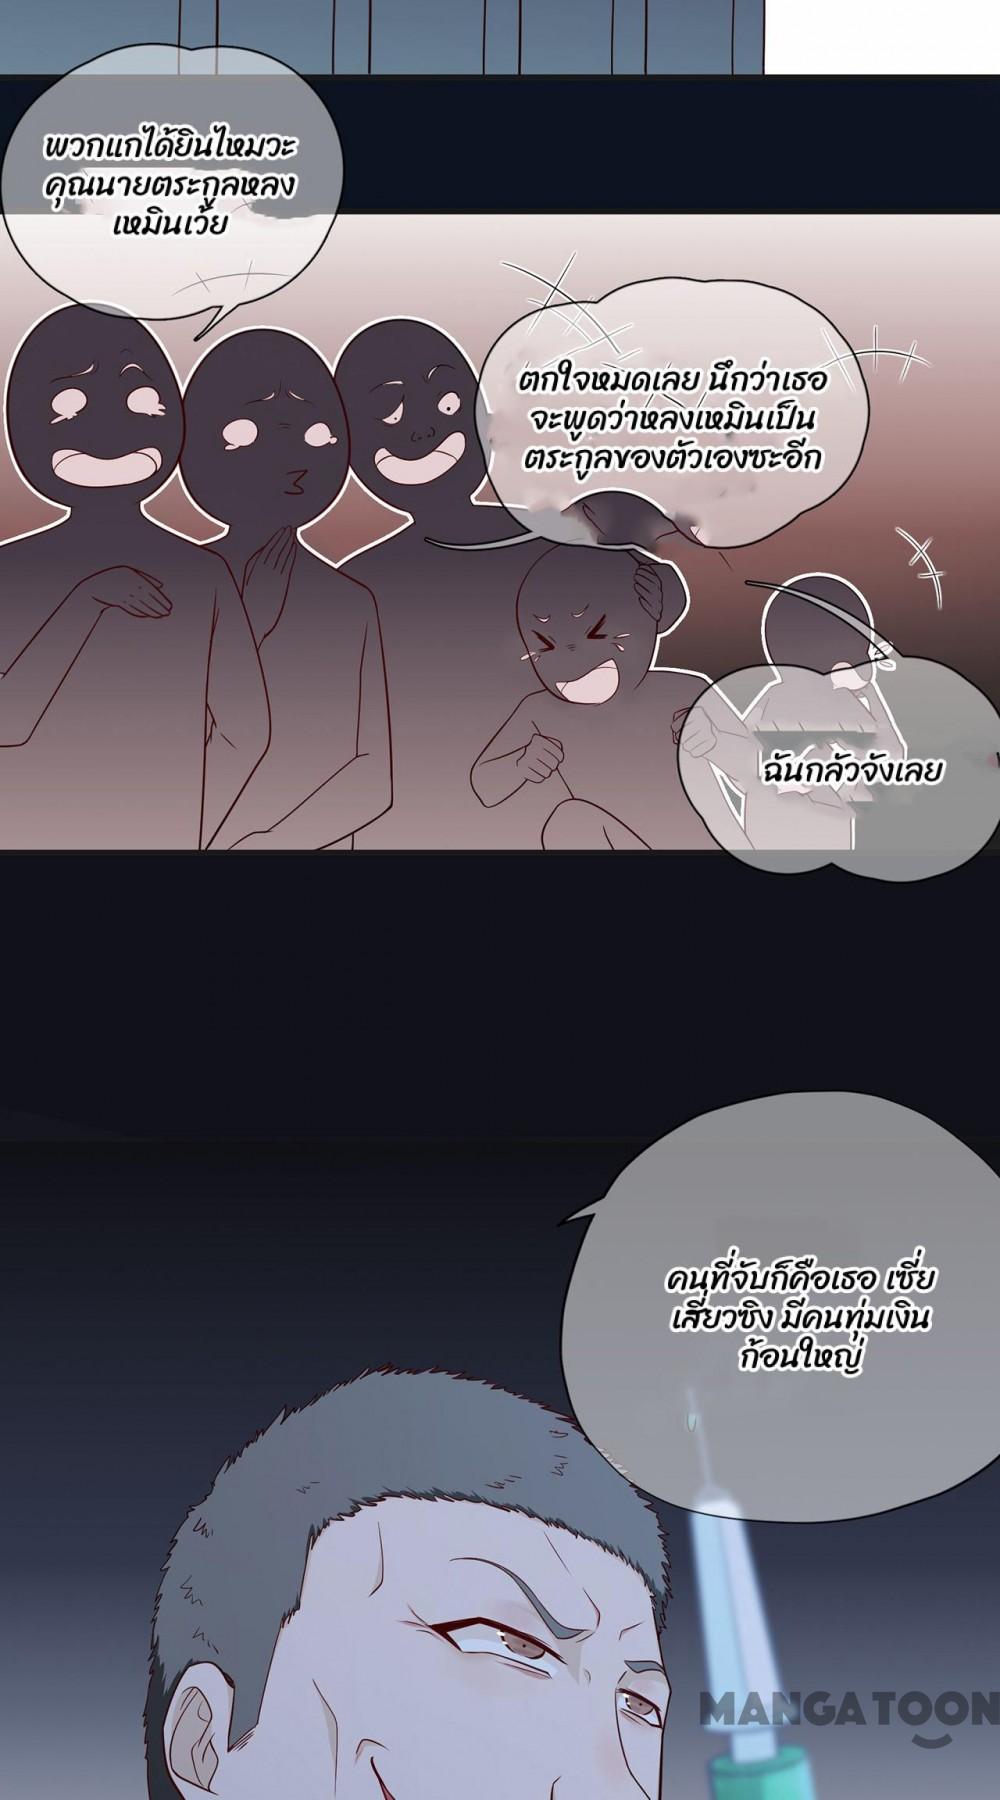 พวกแกได้ยินไหมวะ
คุณนายตระกูลหลง
เหมินเว้ย
ตกใจหมดเลย นึกว่าเธอ
จะพูดว่าหลงเหมินเป็น
ตระกูลของตัวเองซะอีก
ฉันกลัวจังเลย
คนที่จับก็คือเธอ เซี่ย
เสี่ยวซิง มีคนทุ่มเงิน
ก้อนใหญ่
MANGATOON